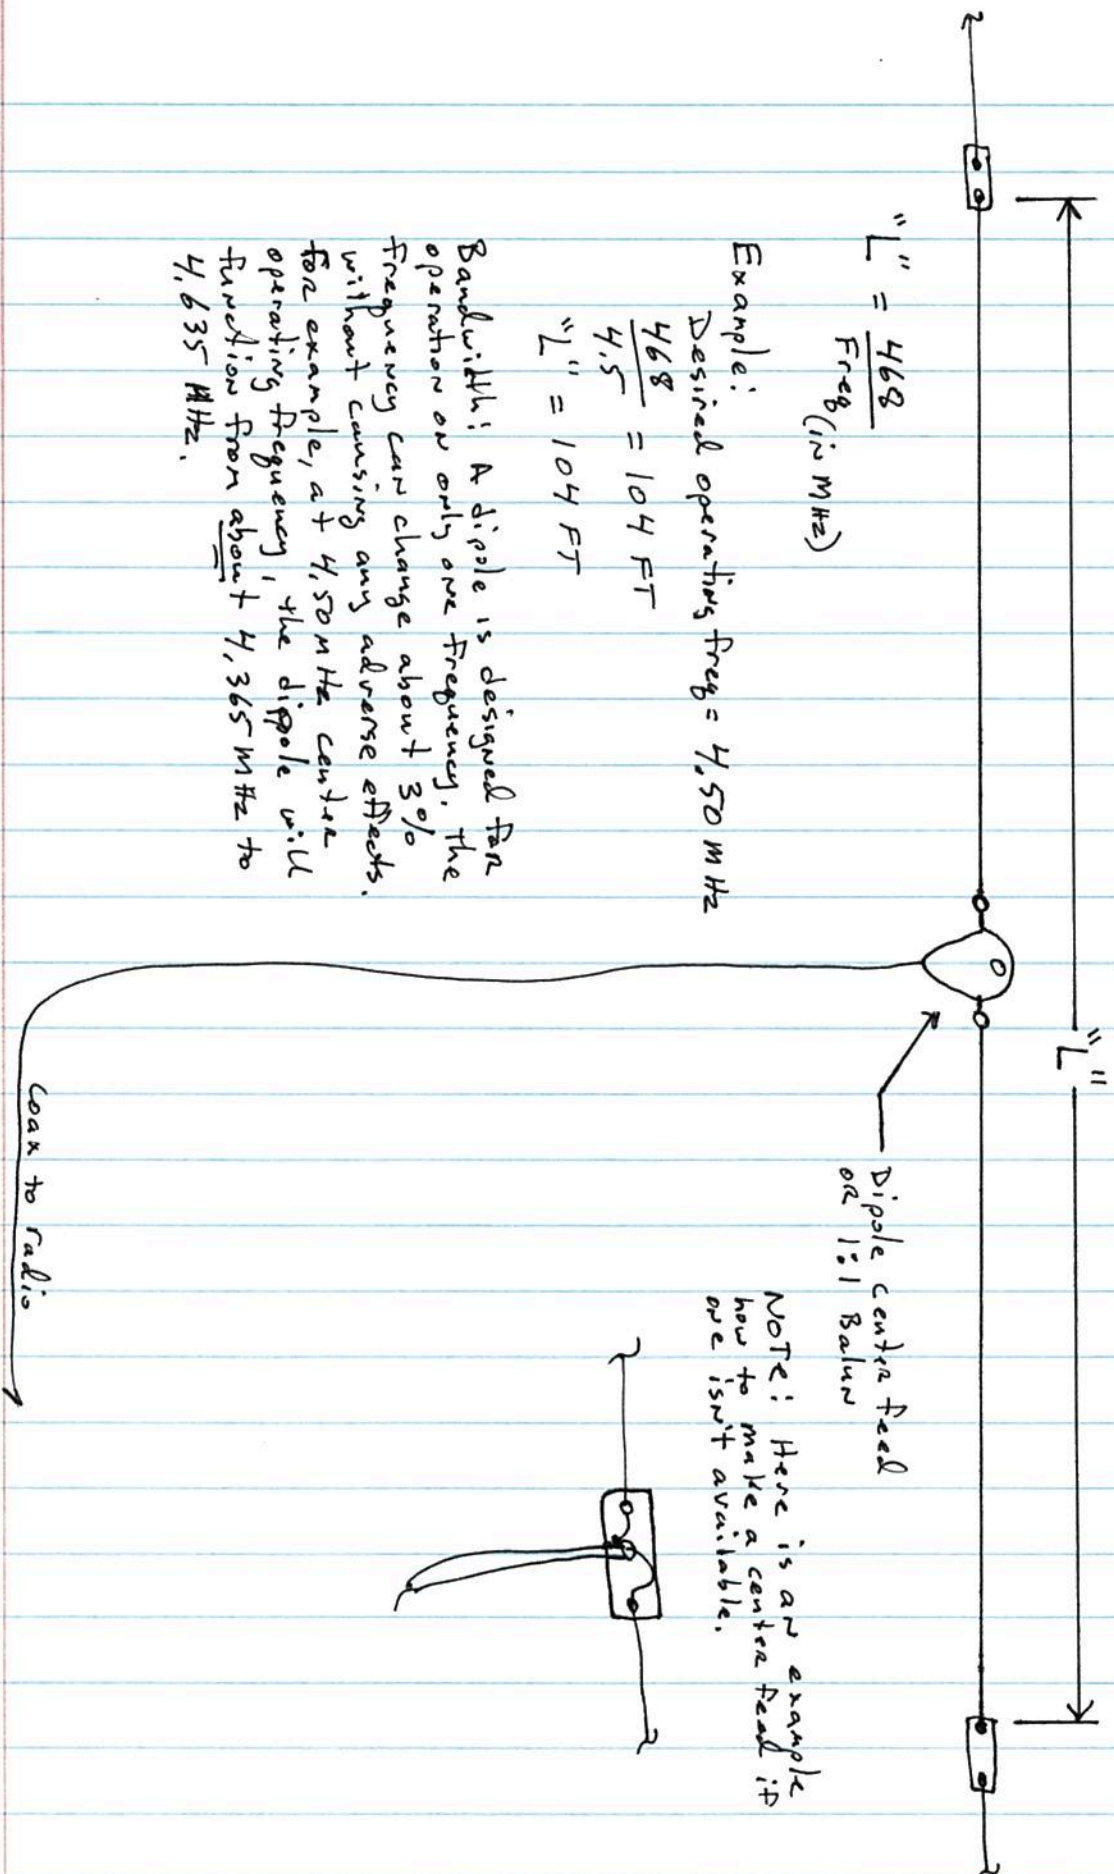 "L"
"L" = 468
Freq (in MHz)
Dipole center feed
or 1:1 Balun
Example:
Desired operating freq = 4.50 MHz
468
4.5 = 104 FT
"L" = 104 FT
NOTE: Here is an example
how to make a center feed if
one isn't available.
Bandwidth: A dipole is designed for
operation on only one frequency. The
frequency can change about 3%
without causing any adverse effects.
for example, at 4.50 MHz center
operating frequency, the dipole will
function from about 4.365 MHz to
4.635 MHz.
Coax to radio